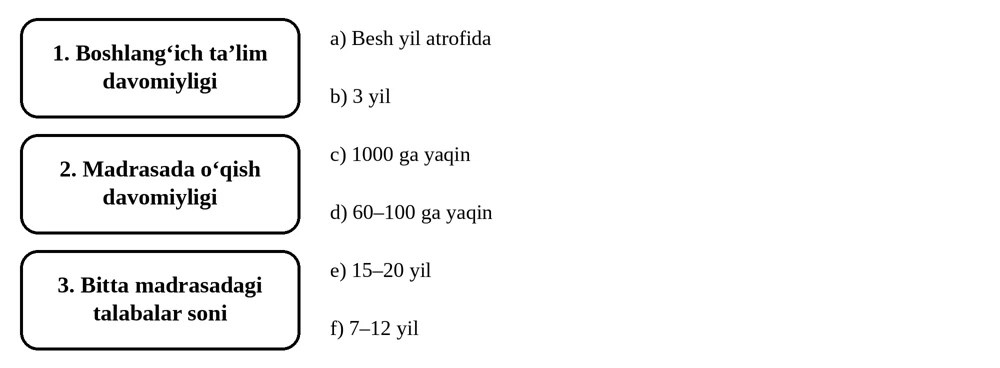 1. Boshlang‘ich ta’lim
davomiyligi
2. Madrasada o‘qish
davomiyligi
3. Bitta madrasadagi
talabalar soni
a) Besh yil atrofida
b) 3 yil
c) 1000 ga yaqin
d) 60–100 ga yaqin
e) 15–20 yil
f) 7–12 yil